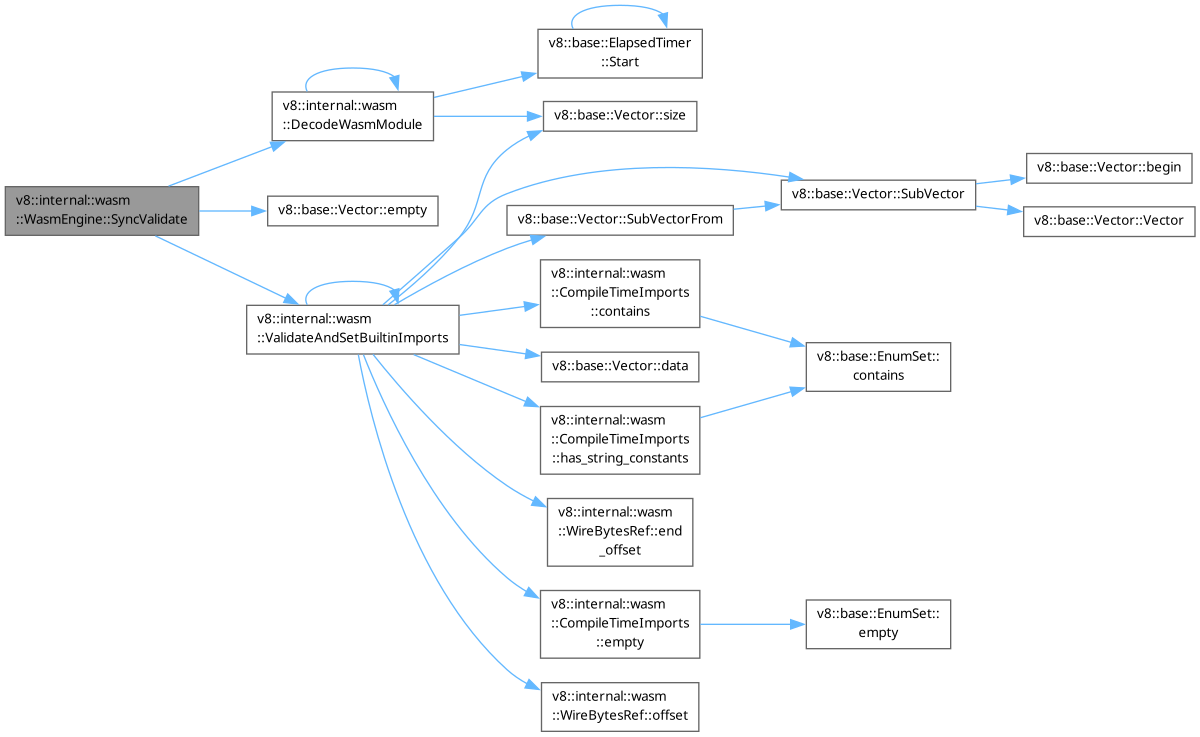 v8::internal::wasm
::WasmEngine::SyncValidate
v8::internal::wasm
::DecodeWasmModule
v8::base::Vector::empty
v8::internal::wasm
::ValidateAndSetBuiltinImports
v8::base::ElapsedTimer
::Start
v8::base::Vector::size
v8::base::Vector::SubVectorFrom
v8::internal::wasm
::CompileTimeImports
::contains
v8::base::Vector::data
v8::internal::wasm
::CompileTimeImports
::has_string_constants
v8::internal::wasm
::WireBytesRef::end
_offset
v8::internal::wasm
::CompileTimeImports
::empty
v8::internal::wasm
::WireBytesRef::offset
v8::base::Vector::SubVector
v8::base::EnumSet::
contains
v8::base::EnumSet::
empty
v8::base::Vector::begin
v8::base::Vector::Vector